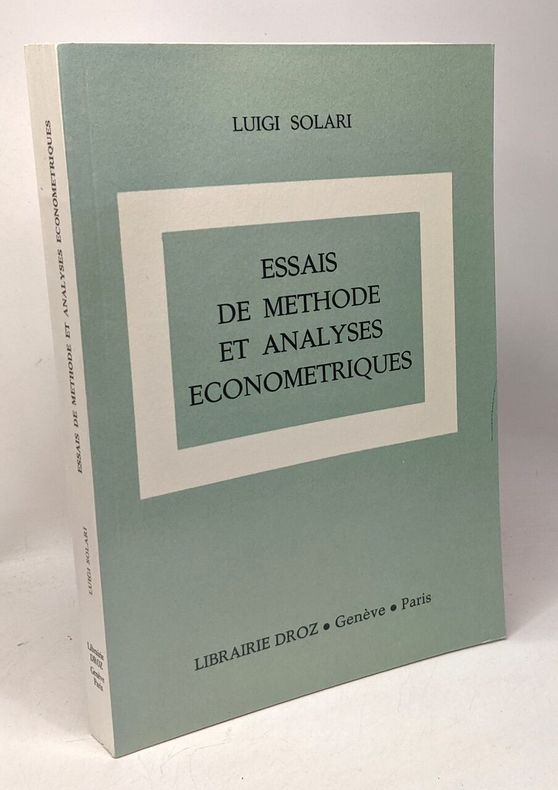 LUIGI SOLARI
ESSAIS
DE METHODE
ET ANALYSES
ECONOMETRIQUES
LIBRAIRIE DROZ • Genève • Paris
ESSAIS DE METHODE ET ANALYSES ECONOMETRIQUES
LUIGI SOLARI
Librairie
DROZ
Genève
Paris